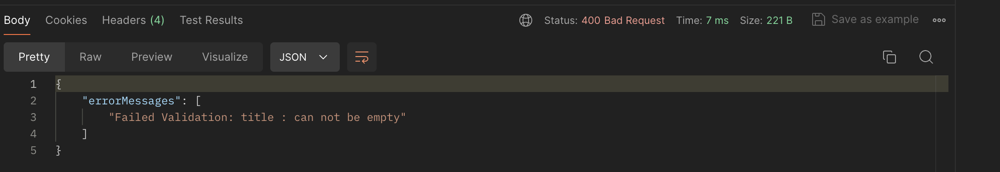 Body Cookies Headers (4) Test Results Status: 400 Bad Request Time: 7 ms Size: 221 B Save as example
Pretty Raw Preview Visualize JSON
1 {
2 "errorMessages": [
3 "Failed Validation: title : can not be empty"
4 ]
5 }